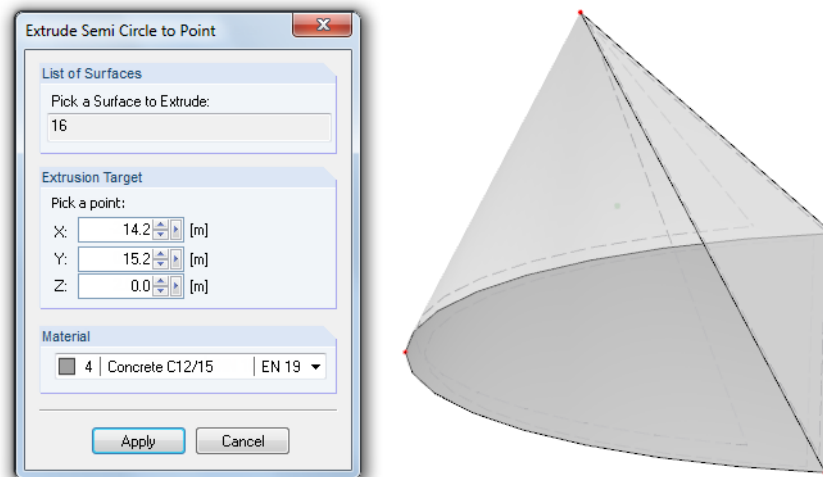 Extrude Semi Circle to Point
List of Surfaces
Pick a Surface to Extrude:
16
Extrusion Target
Pick a point:
X: 14.2 [m]
Y: 15.2 [m]
Z: 0.0 [m]
Material
4 Concrete C12/15 EN 19
Apply Cancel